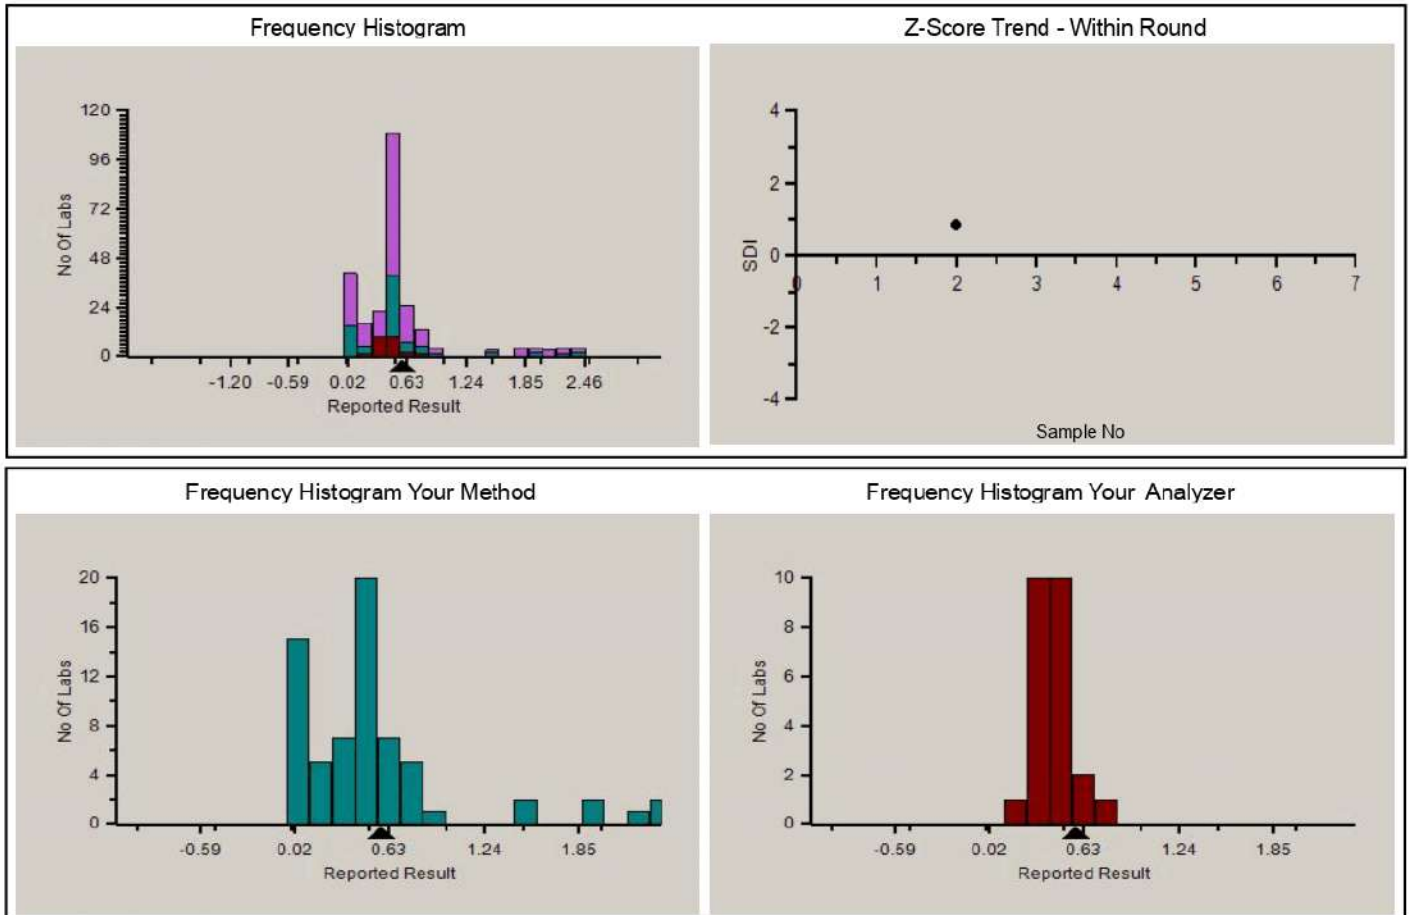 Frequency Histogram
120
96
72
48
24
0
No Of Labs
-1.20 -0.59 0.02 0.63 1.24 1.85 2.46
Reported Result
Z-Score Trend - Within Round
4
2
0
-2
-4
SDI
0 1 2 3 4 5 6 7
Sample No
Frequency Histogram Your Method
20
16
12
8
4
0
No Of Labs
-0.59 0.02 0.63 1.24 1.85
Reported Result
Frequency Histogram Your Analyzer
10
8
6
4
2
0
No Of Labs
-0.59 0.02 0.63 1.24 1.85
Reported Result